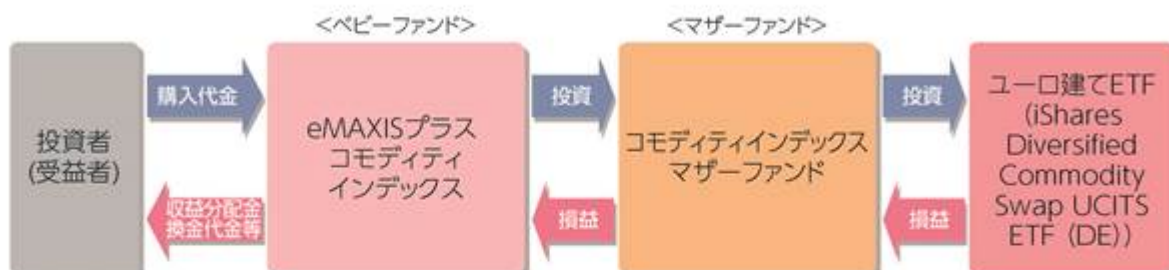 <ベビーファンド>
<マザーファンド>
投資者
(受益者)
購入代金
収益分配金
換金代金等
eMAXISプラス
コモディティ
インデックス
投資
損益
コモディティインデックス
マザーファンド
投資
損益
ユーロ建てETF
(iShares
Diversified
Commodity
Swap UCITS
ETF (DE))